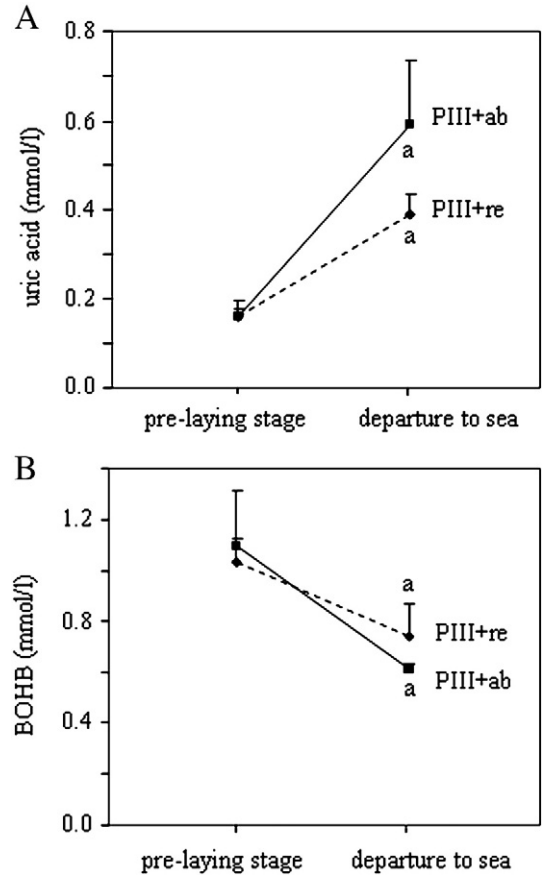 A
uric acid (mmol/l)
0.8
0.6
0.4
0.2
0.0
PIII+ab
a
PIII+re
a
pre-laying stage departure to sea
B
BOHB (mmol/l)
1.2
0.8
0.4
0.0
a
PIII+re
PIII+ab
a
pre-laying stage departure to sea